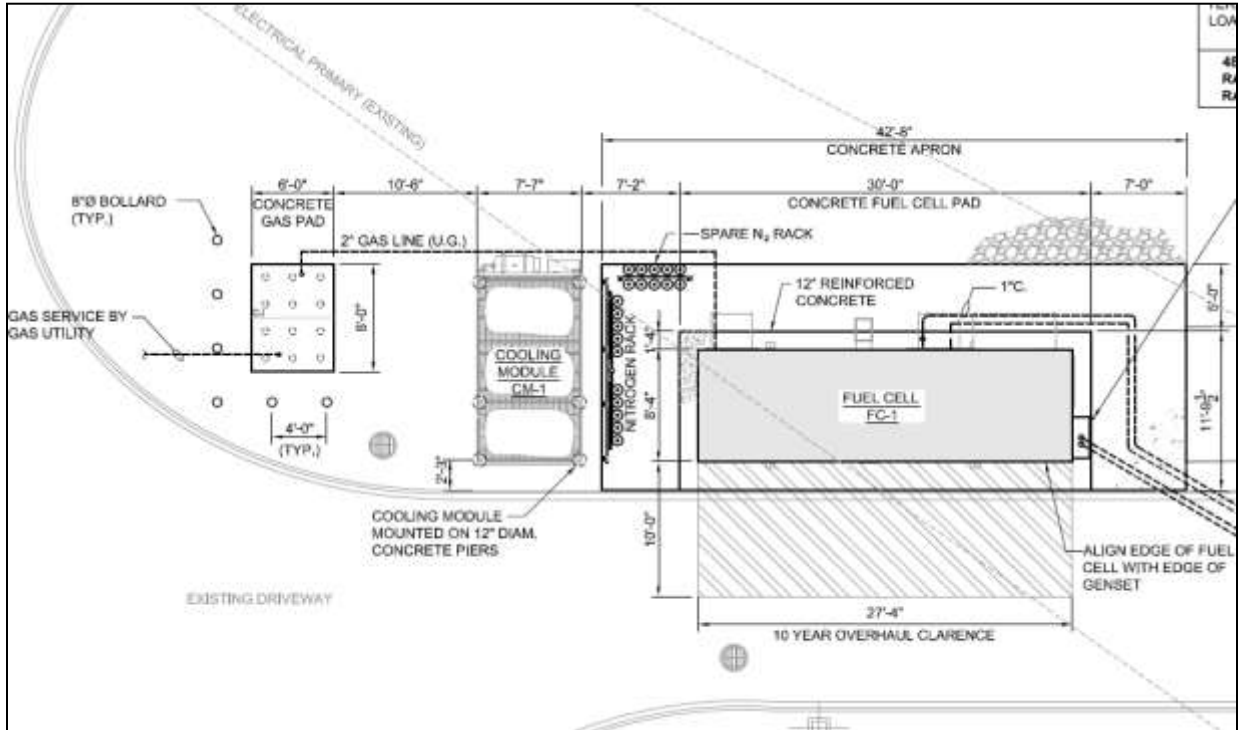 ELECTRICAL PRIMARY (EXISTING)
LOA
42'-8"
CONCRETE APRON
6'-0"
10'-6"
7'-7"
7'-2"
30'-0"
7'-0"
8"Ø BOLLARD
(TYP.)
CONCRETE
GAS PAD
CONCRETE FUEL CELL PAD
2" GAS LINE (U.G.)
SPARE N₂ RACK
12" REINFORCED
CONCRETE
1"C.
GAS SERVICE BY
GAS UTILITY
NITROGEN RACK
1'-4"
COOLING
MODULE
CM-1
8'-4"
FUEL CELL
FC-1
4'-0"
(TYP.)
2'-3"
COOLING MODULE
MOUNTED ON 12" DIAM.
CONCRETE PIERS
10'-0"
ALIGN EDGE OF FUEL
CELL WITH EDGE OF
GENSET
EXISTING DRIVEWAY
27'-4"
10 YEAR OVERHAUL CLARENCE